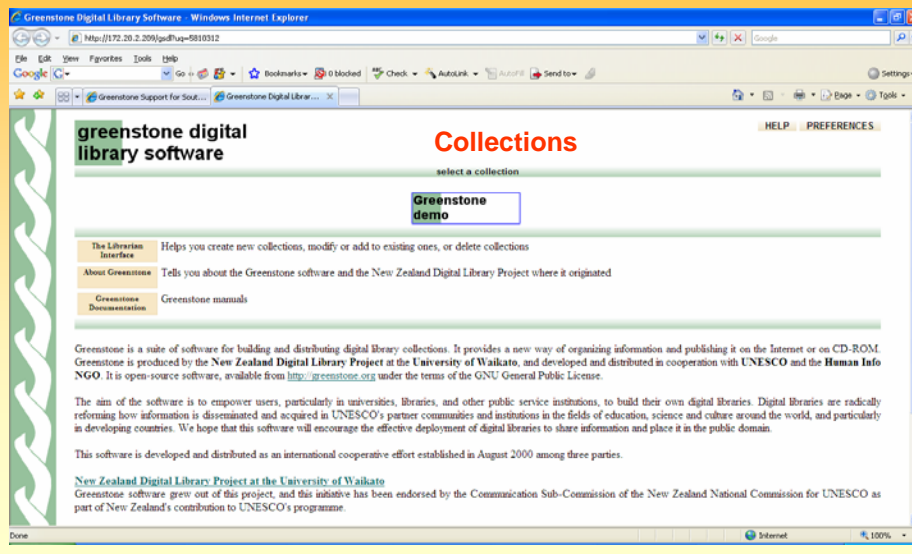 Greenstone Digital Library Software - Windows Internet Explorer
http://172.20.2.209/gsdl?uq=5810312
Google
File Edit View Favorites Tools Help
Google G Go Bookmarks 0 blocked Check AutoLink AutoFill Send to Settings
Greenstone Support for Sout... Greenstone Digital Librar... Page Tools
greenstone digital
library software
Collections
HELP PREFERENCES
select a collection
Greenstone
demo
The Librarian
Interface
Helps you create new collections, modify or add to existing ones, or delete collections
About Greenstone
Tells you about the Greenstone software and the New Zealand Digital Library Project where it originated
Greenstone
Documentation
Greenstone manuals
Greenstone is a suite of software for building and distributing digital library collections. It provides a new way of organizing information and publishing it on the Internet or on CD-ROM.
Greenstone is produced by the New Zealand Digital Library Project at the University of Waikato, and developed and distributed in cooperation with UNESCO and the Human Info
NGO. It is open-source software, available from http://greenstone.org under the terms of the GNU General Public License.
The aim of the software is to empower users, particularly in universities, libraries, and other public service institutions, to build their own digital libraries. Digital libraries are radically
reforming how information is disseminated and acquired in UNESCO's partner communities and institutions in the fields of education, science and culture around the world, and particularly
in developing countries. We hope that this software will encourage the effective deployment of digital libraries to share information and place it in the public domain.
This software is developed and distributed as an international cooperative effort established in August 2000 among three parties.
New Zealand Digital Library Project at the University of Waikato
Greenstone software grew out of this project, and this initiative has been endorsed by the Communication Sub-Commission of the New Zealand National Commission for UNESCO as
part of New Zealand's contribution to UNESCO's programme.
Done Internet 100%